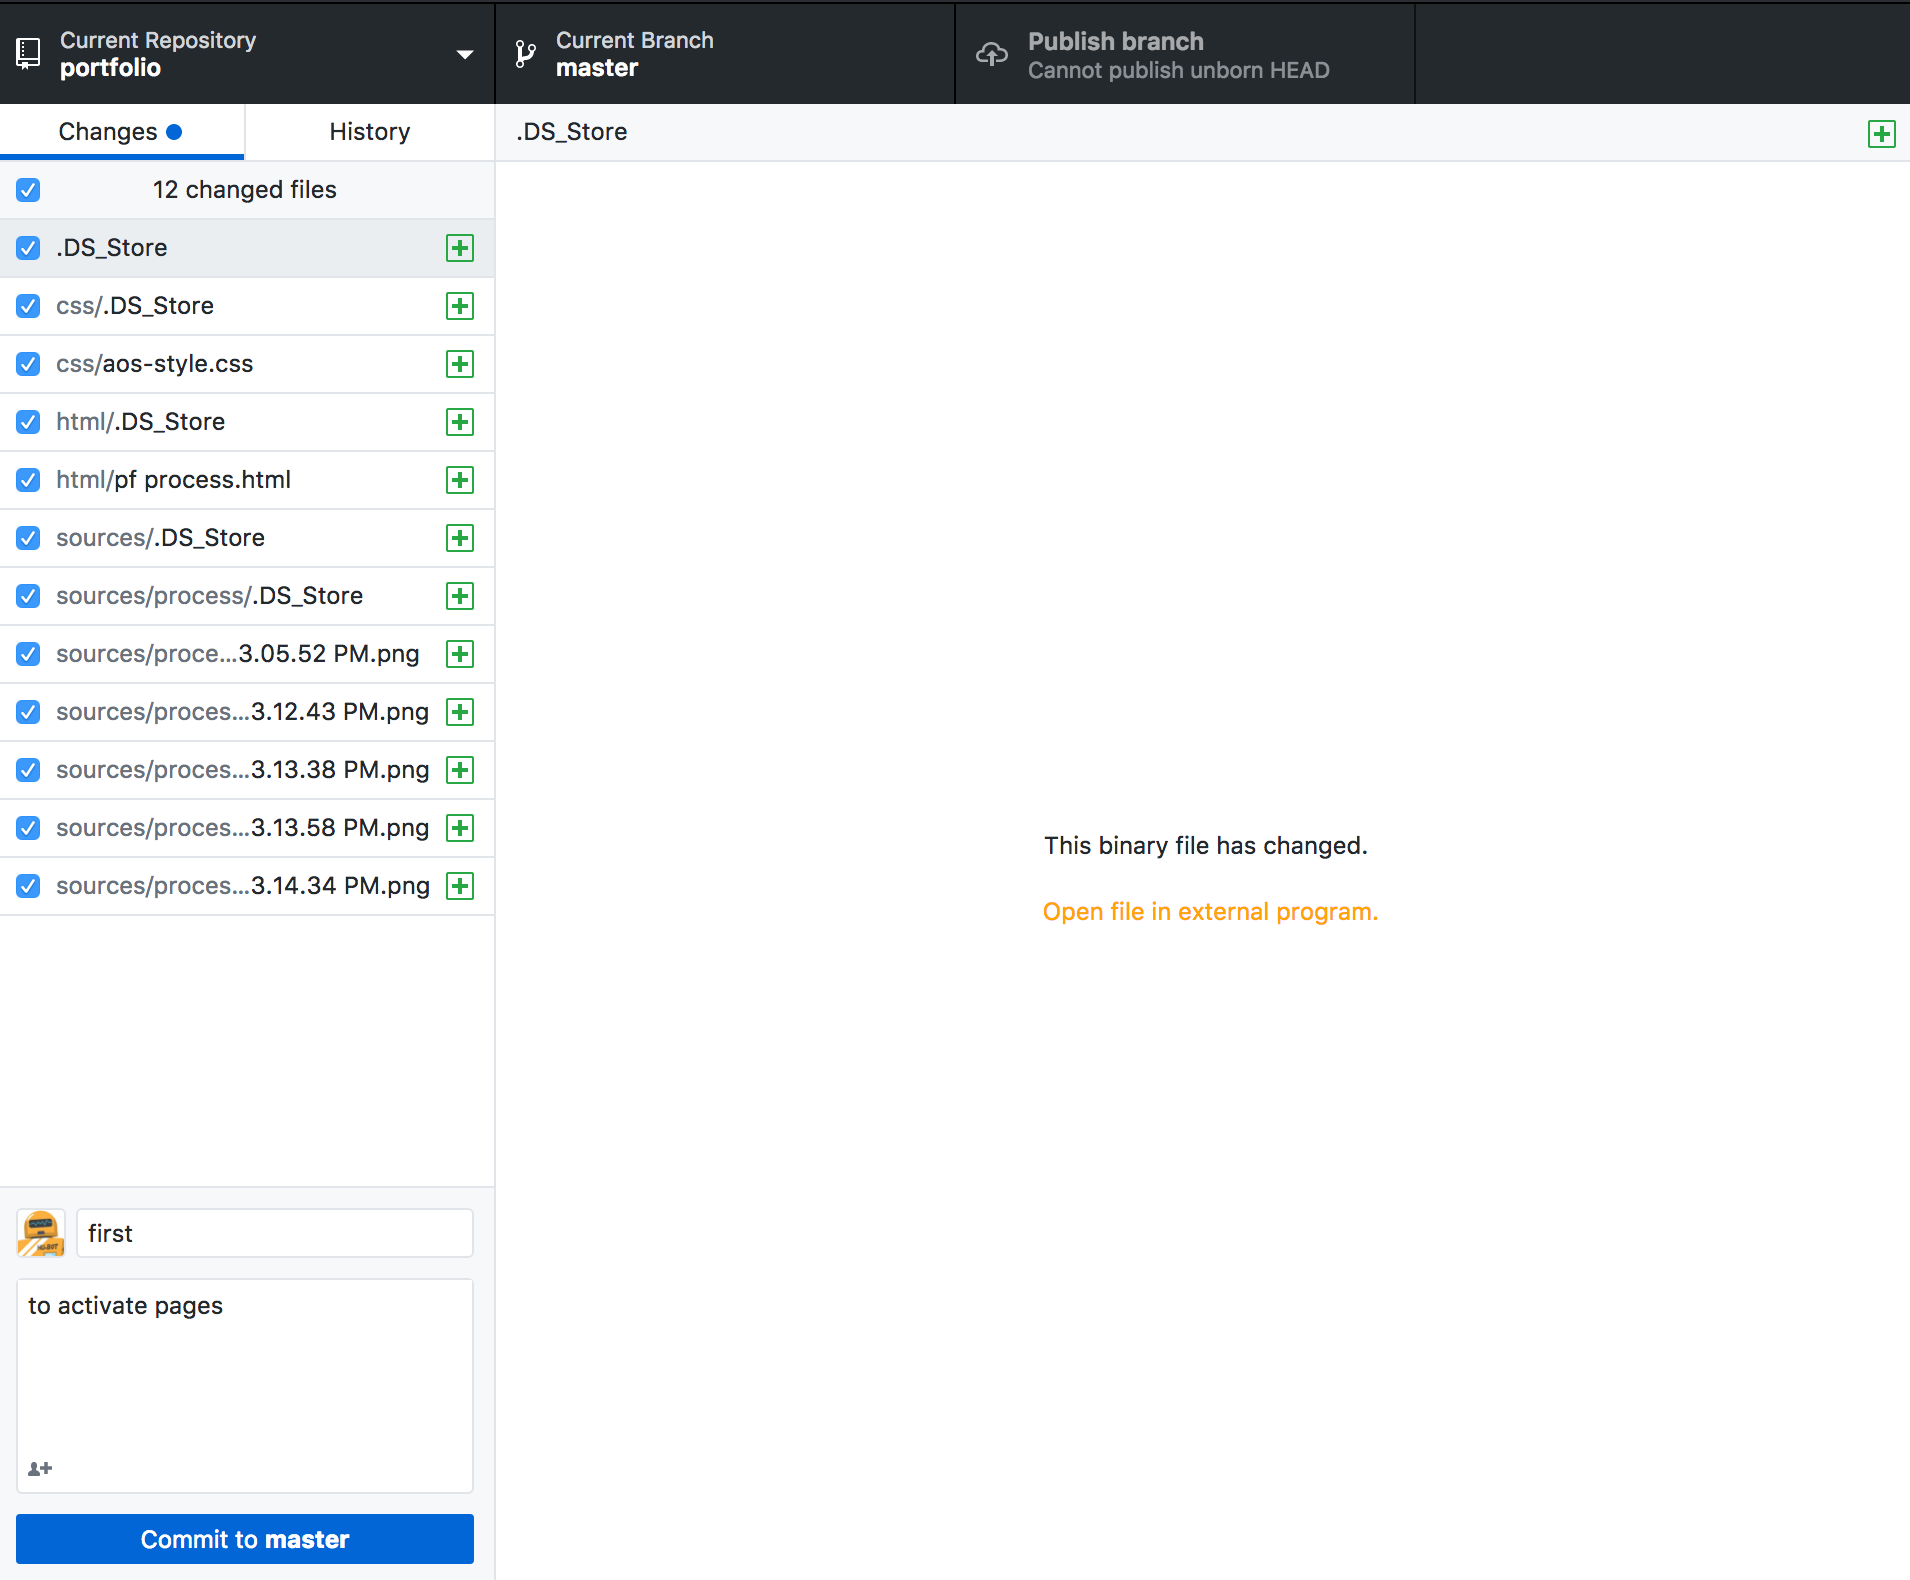 Current Repository
portfolio
Current Branch
master
Publish branch
Cannot publish unborn HEAD
Changes
History
.DS_Store
12 changed files
.DS_Store
css/.DS_Store
css/aos-style.css
html/.DS_Store
html/pf process.html
sources/.DS_Store
sources/process/.DS_Store
sources/proce...3.05.52 PM.png
sources/proces...3.12.43 PM.png
sources/proces...3.13.38 PM.png
sources/proces...3.13.58 PM.png
sources/proces...3.14.34 PM.png
This binary file has changed.
Open file in external program.
first
to activate pages
Commit to master